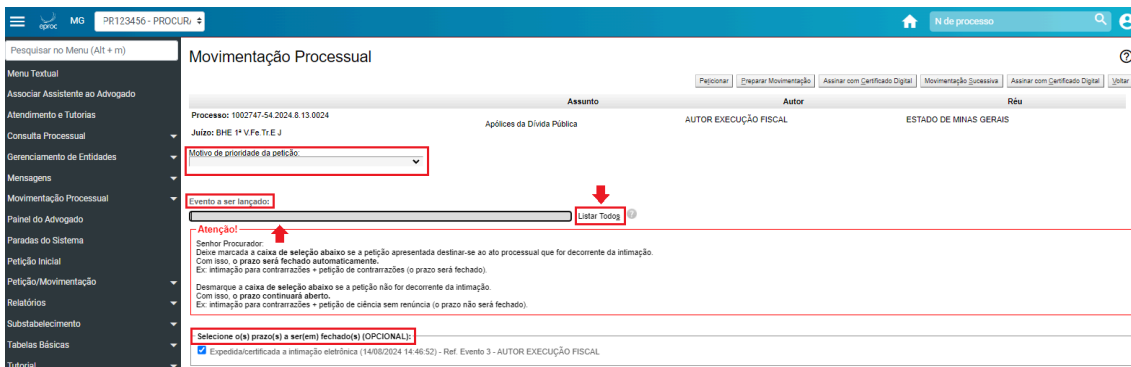 eproc MG PR123456 - PROCUR/ N de processo
Pesquisar no Menu (Alt + m)
Menu Textual
Associar Assistente ao Advogado
Atendimento e Tutorias
Consulta Processual
Gerenciamento de Entidades
Mensagens
Movimentação Processual
Painel do Advogado
Paradas do Sistema
Petição Inicial
Petição/Movimentação
Relatórios
Substabelecimento
Tabelas Básicas
Tutorial
Movimentação Processual
Peticionar Preparar Movimentação Assinar com Certificado Digital Movimentação Sucessiva Assinar com Certificado Digital Voltar
Assunto Autor Réu
Processo: 1002747-54.2024.8.13.0024
Apólices da Dívida Pública AUTOR EXECUÇÃO FISCAL ESTADO DE MINAS GERAIS
Juízo: BHE 1ª V.Fe.Tr.E J
Motivo de prioridade da petição:
Evento a ser lançado:
Listar Todos
Atenção!
Senhor Procurador:
Deixe marcada a caixa de seleção abaixo se a petição apresentada destinar-se ao ato processual que for decorrente da intimação.
Com isso, o prazo será fechado automaticamente.
Ex: intimação para contrarrazões + petição de contrarrazões (o prazo será fechado).
Desmarque a caixa de seleção abaixo se a petição não for decorrente da intimação.
Com isso, o prazo continuará aberto.
Ex: intimação para contrarrazões + petição de ciência sem renúncia (o prazo não será fechado).
Selecione o(s) prazo(s) a ser(em) fechado(s) (OPCIONAL):
Expedida/certificada a intimação eletrônica (14/08/2024 14:46:52) - Ref. Evento 3 - AUTOR EXECUÇÃO FISCAL